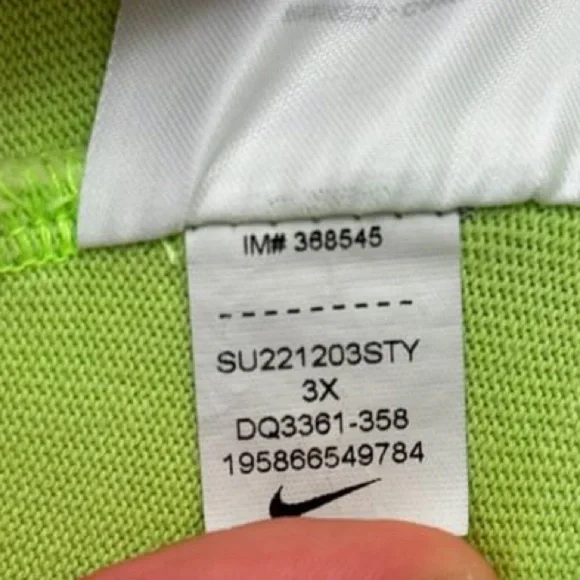 IM# 368545
- - - - - - - - - - - -
SU221203STY
3X
DQ3361-358
195866549784